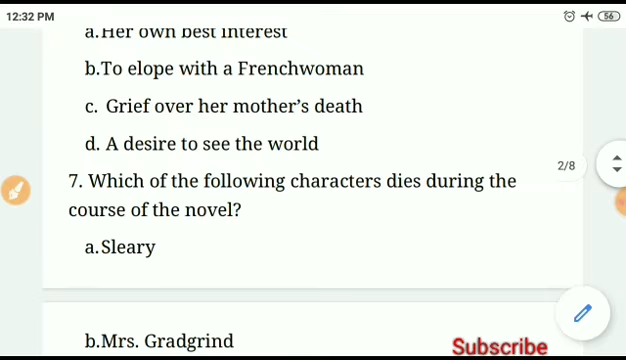 12:32 PM
56
a.Her own best interest
b.To elope with a Frenchwoman
c. Grief over her mother’s death
d. A desire to see the world
2/8
7. Which of the following characters dies during the
course of the novel?
a.Sleary
b.Mrs. Gradgrind
Subscribe